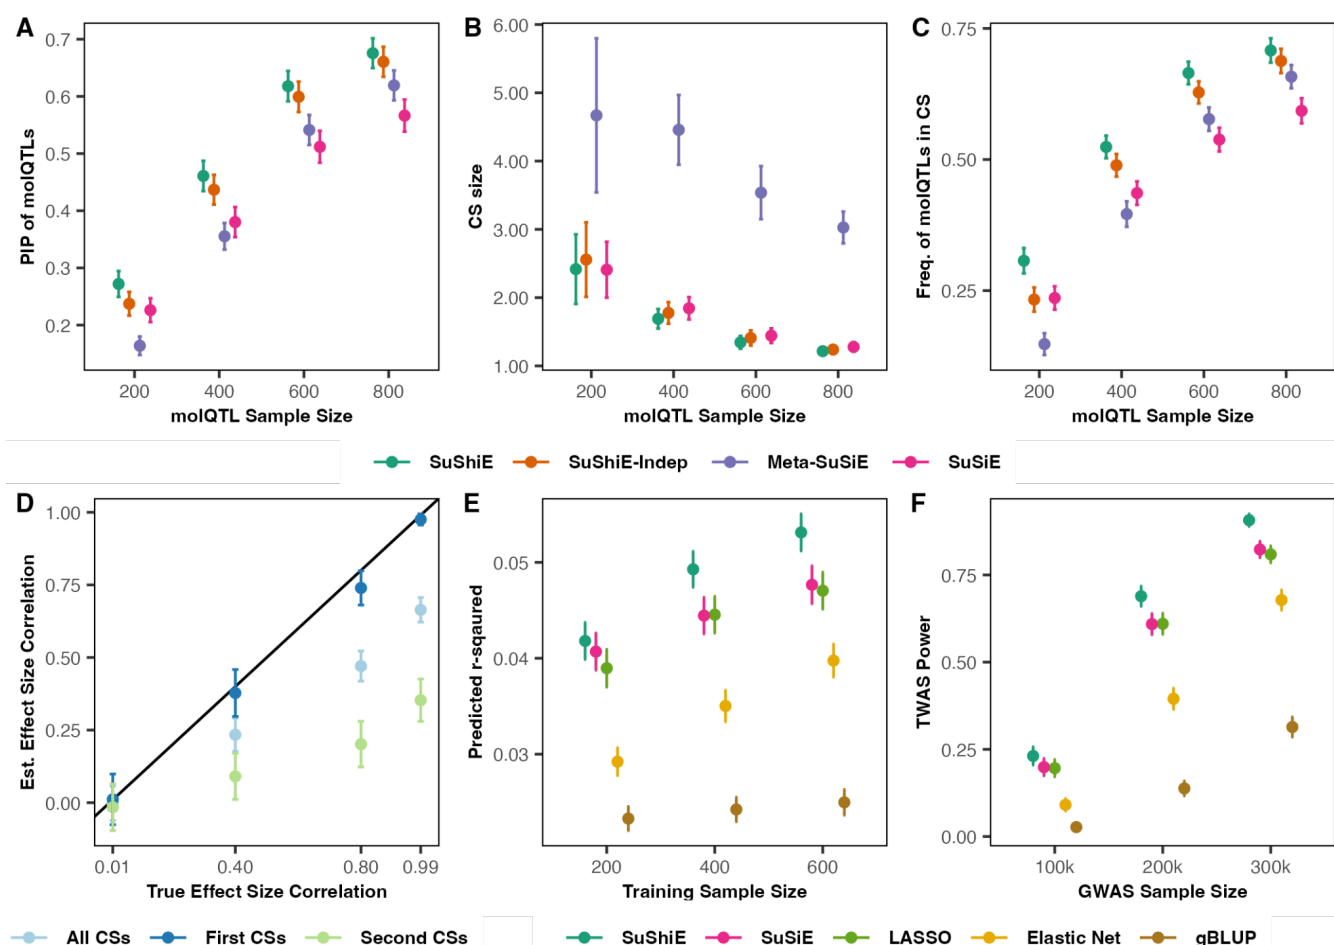 A
PIP of molQTLs
0.7
0.6
0.5
0.4
0.3
0.2
200
400
600
800
molQTL Sample Size
B
CS size
6.00
5.00
4.00
3.00
2.00
1.00
200
400
600
800
molQTL Sample Size
C
Freq. of molQTLs in CS
0.75
0.50
0.25
200
400
600
800
molQTL Sample Size
SuShiE
SuShiE-Indep
Meta-SuSiE
SuSiE
D
Est. Effect Size Correlation
1.00
0.75
0.50
0.25
0.00
0.01
0.40
0.80
0.99
True Effect Size Correlation
All CSs
First CSs
Second CSs
E
Predicted r-sqaured
0.05
0.04
0.03
200
400
600
Training Sample Size
F
TWAS Power
0.75
0.50
0.25
0.00
100k
200k
300k
GWAS Sample Size
SuShiE
SuSiE
LASSO
Elastic Net
gBLUP